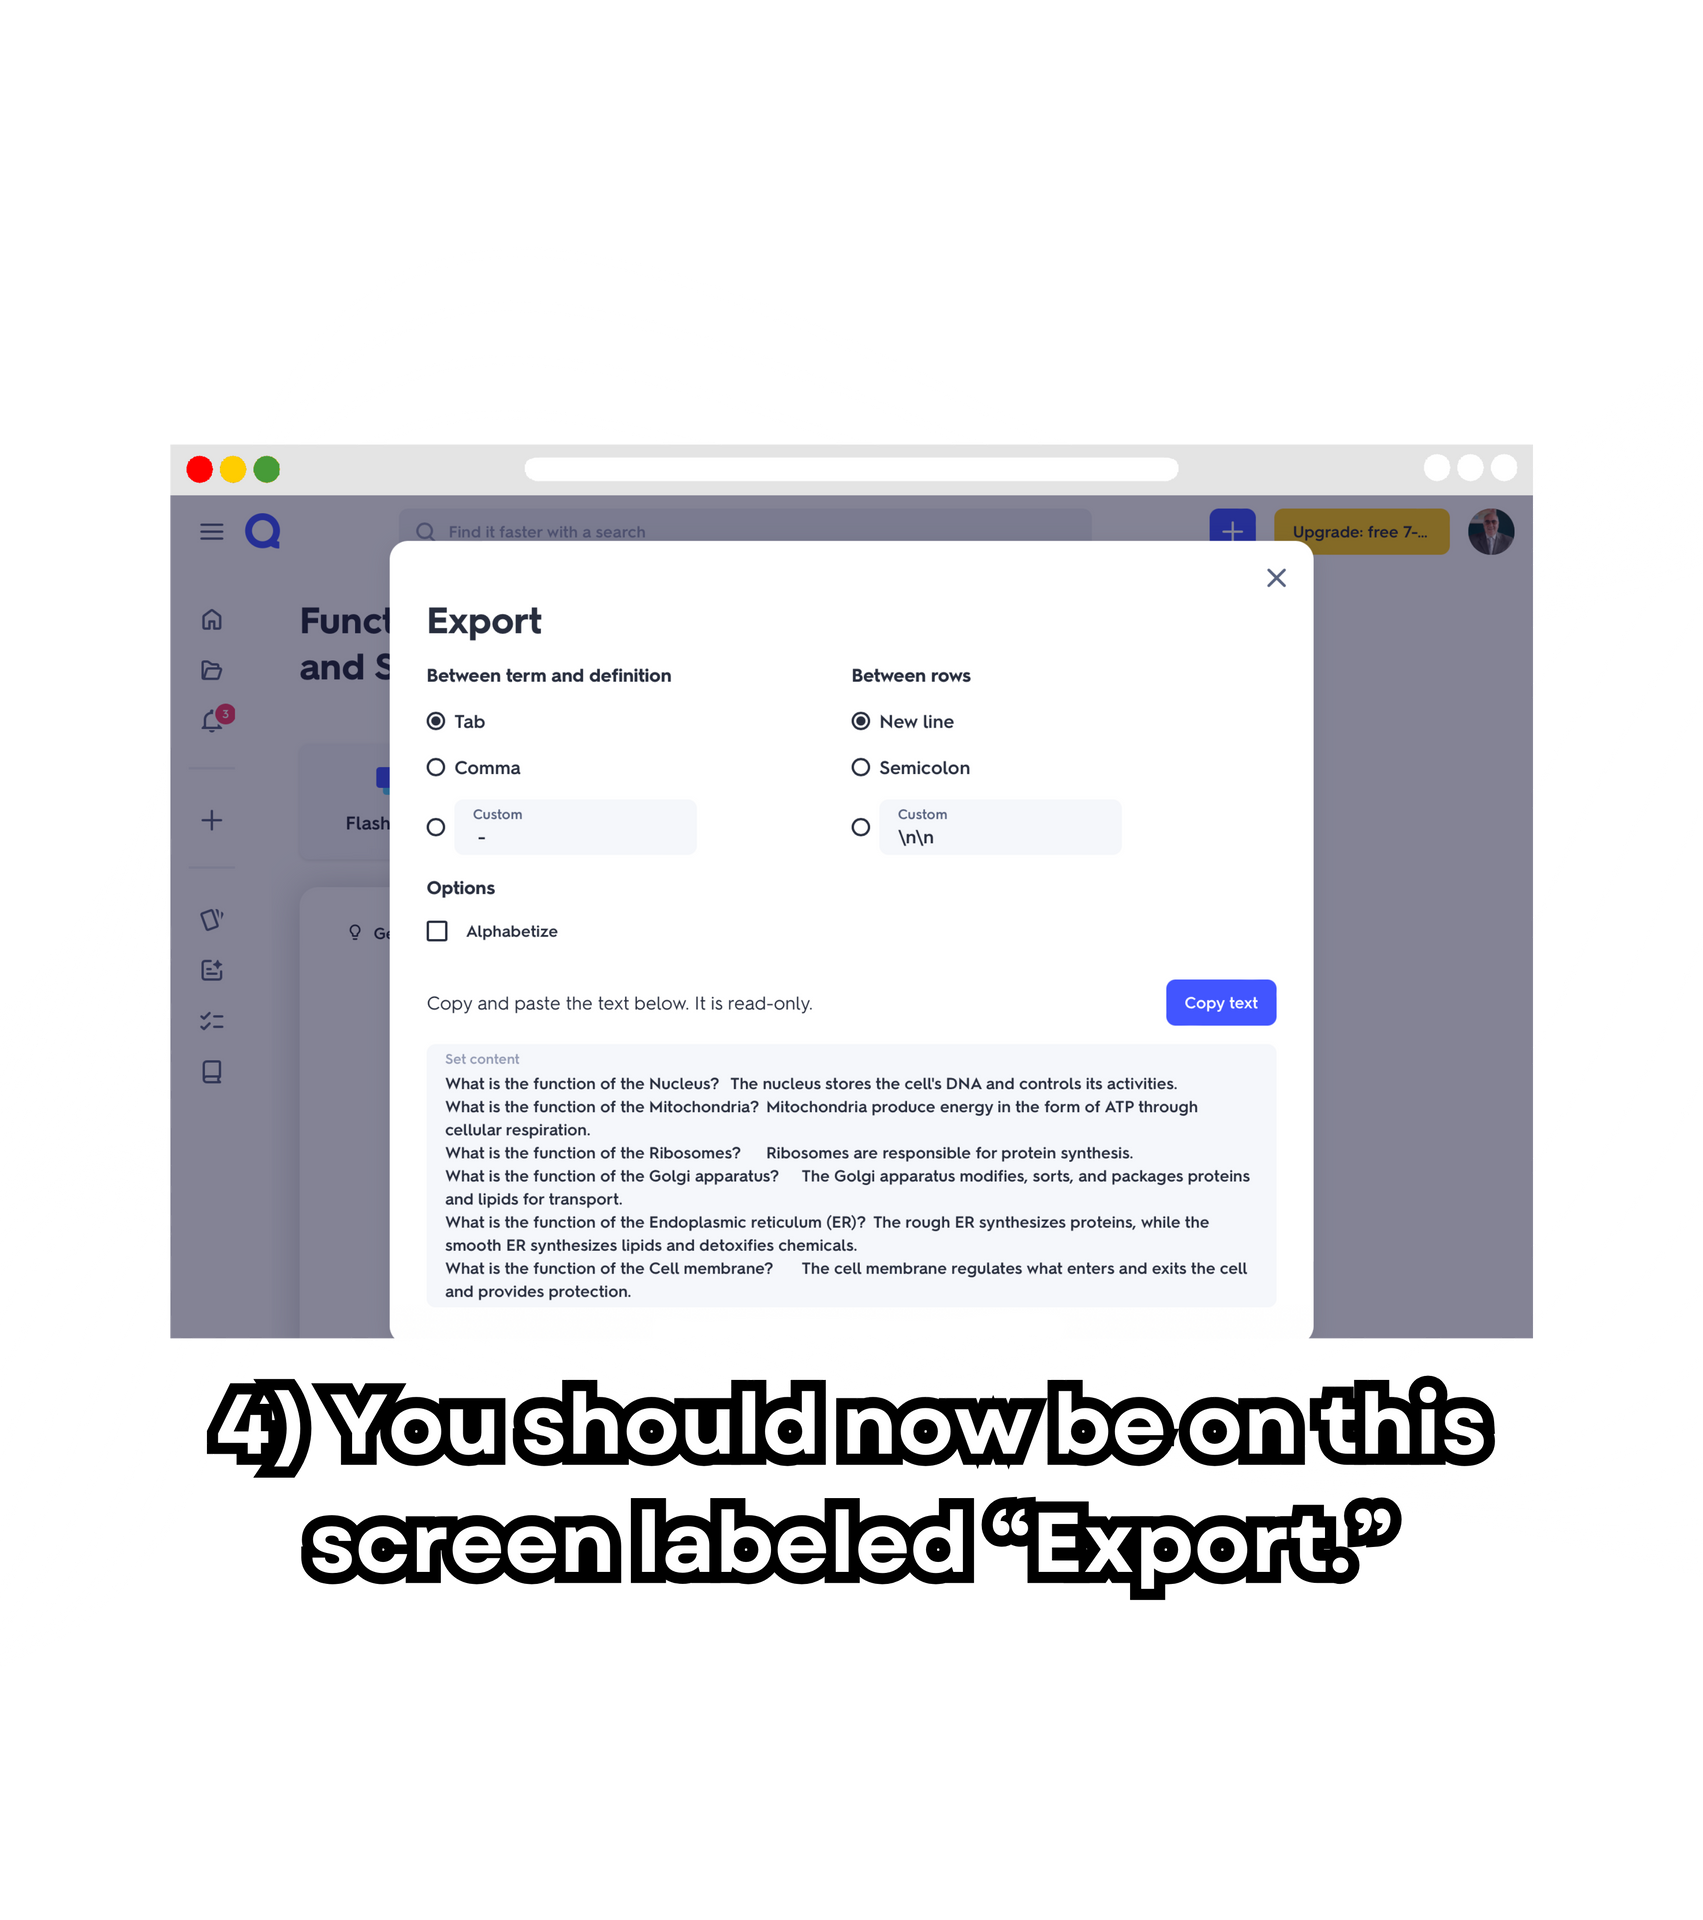 Find it faster with a search
Upgrade: free 7-...
Funct
and S
3
Flash
Ge
Export
Between term and definition
Between rows
Tab
New line
Comma
Semicolon
Custom
-
Custom
\n\n
Options
Alphabetize
Copy and paste the text below. It is read-only.
Copy text
Set content
What is the function of the Nucleus? The nucleus stores the cell's DNA and controls its activities.
What is the function of the Mitochondria? Mitochondria produce energy in the form of ATP through
cellular respiration.
What is the function of the Ribosomes? Ribosomes are responsible for protein synthesis.
What is the function of the Golgi apparatus? The Golgi apparatus modifies, sorts, and packages proteins
and lipids for transport.
What is the function of the Endoplasmic reticulum (ER)? The rough ER synthesizes proteins, while the
smooth ER synthesizes lipids and detoxifies chemicals.
What is the function of the Cell membrane? The cell membrane regulates what enters and exits the cell
and provides protection.
4) You should now be on this
screen labeled “Export.”